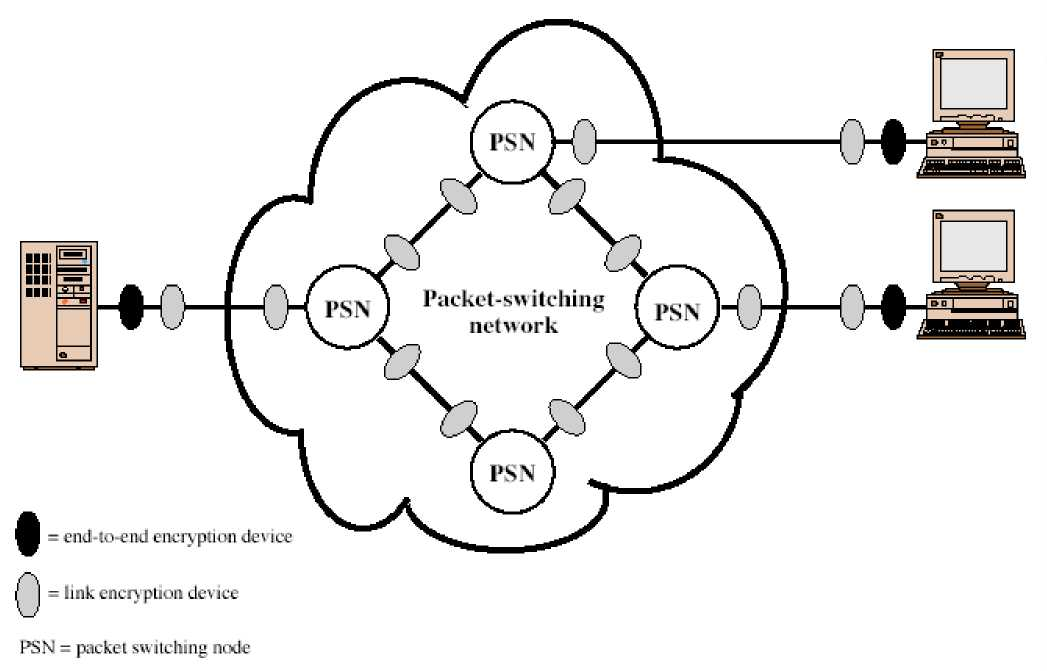 PSN
PSN
Packet-switching
network
PSN
PSN
= end-to-end encryption device
= link encryption device
PSN = packet switching node